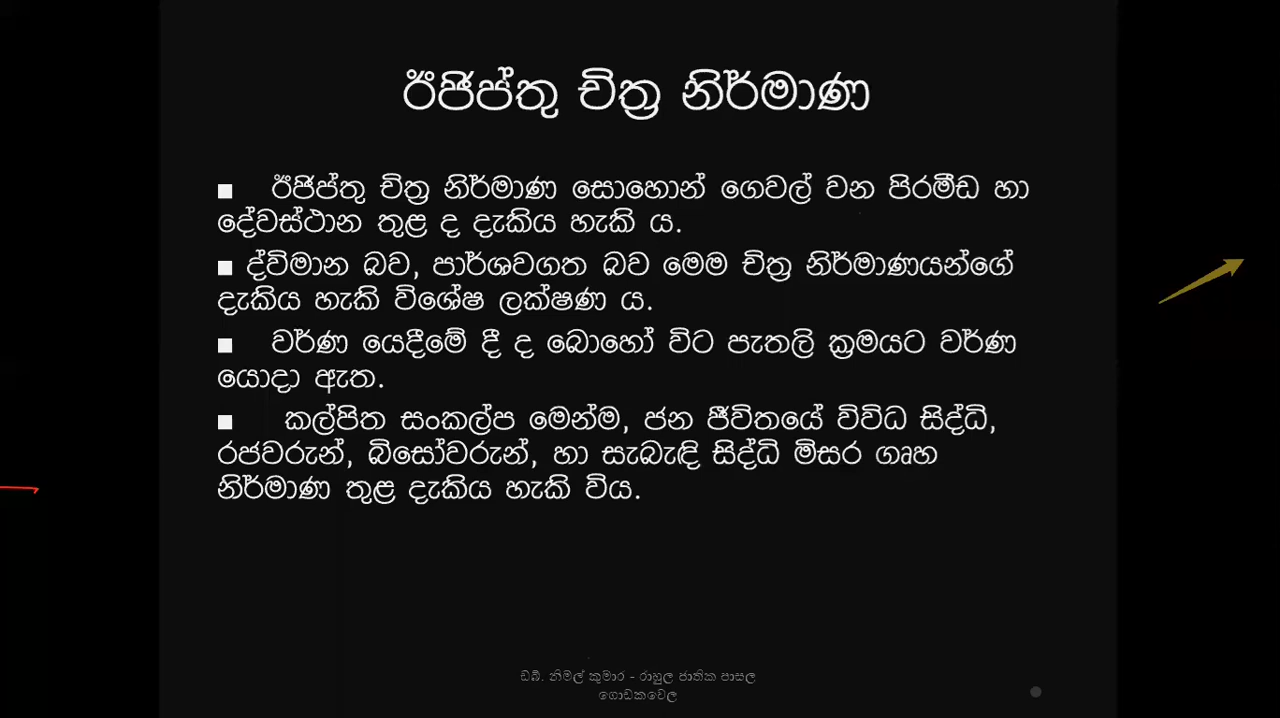 ඊජිප්තු චිත්‍ර නිර්මාණ
■ ඊජිප්තු චිත්‍ර නිර්මාණ සොහොන් ගෙවල් වන පිරමීඩ හා
දේවස්ථාන තුළ ද දැකිය හැකි ය.
■ ද්විමාන බව, පාර්ශවගත බව මෙම චිත්‍ර නිර්මාණයන්ගේ
දැකිය හැකි විශේෂ ලක්ෂණ ය.
■ වර්ණ යෙදීමේ දී ද බොහෝ විට පැතලි ක්‍රමයට වර්ණ
යොදා ඇත.
■ කල්පිත සංකල්ප මෙන්ම, ජන ජීවිතයේ විවිධ සිද්ධි,
රජවරුන්, බිසෝවරුන්, හා සැබැඳි සිද්ධි මිසර ගෘහ
නිර්මාණ තුළ දැකිය හැකි විය.
ඩබ්. නිමල් කුමාර - රාහුල ජාතික පාසල
ගොඩකවෙල